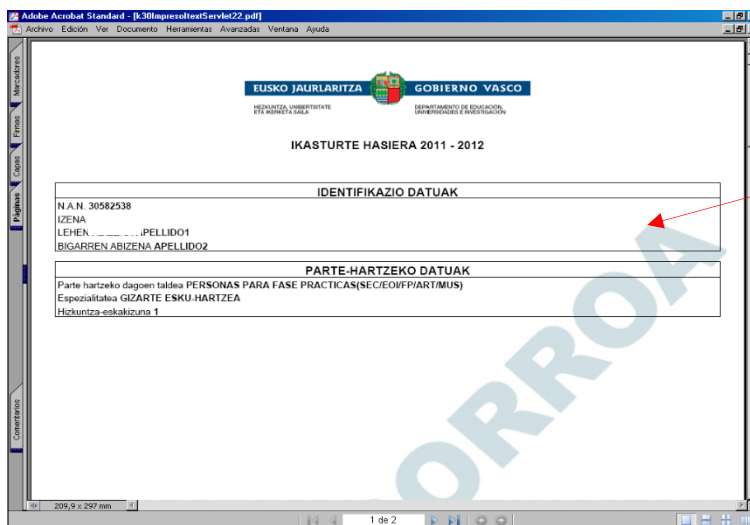 Adobe Acrobat Standard - [k30ImpresoItextServlet22.pdf]
Archivo Edición Ver Documento Herramientas Avanzadas Ventana Ayuda
Marcadores
Firmas
Capas
Páginas
Comentarios
EUSKO JAURLARITZA GOBIERNO VASCO
HEZKUNTZA, UNIBERTSITATE
ETA IKERKETA SAILA
DEPARTAMENTO DE EDUCACIÓN,
UNIVERSIDADES E INVESTIGACIÓN
IKASTURTE HASIERA 2011 - 2012
IDENTIFIKAZIO DATUAK
N.A.N. 30582538
IZENA
LEHEN APELLIDO1
BIGARREN ABIZENA APELLIDO2
PARTE-HARTZEKO DATUAK
Parte hartzeko dagoen taldea PERSONAS PARA FASE PRACTICAS(SEC/EOI/FP/ART/MUS)
Espezialitatea GIZARTE ESKU-HARTZEA
Hizkuntza-eskakizuna 1
ORROA
209,9 x 297 mm
1 de 2